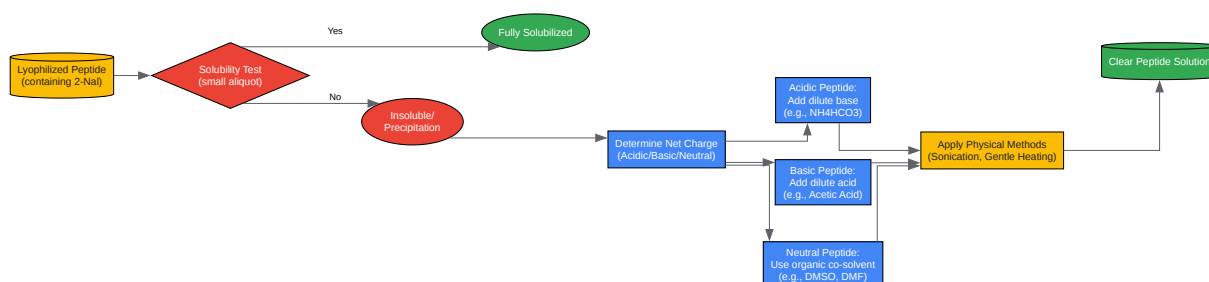 Lyophilized Peptide
(containing 2-Nal)
Solubility Test
(small aliquot)
Yes
Fully Solubilized
No
Insoluble/
Precipitation
Determine Net Charge
(Acidic/Basic/Neutral)
Acidic Peptide:
Add dilute base
(e.g., NH4HCO3)
Basic Peptide:
Add dilute acid
(e.g., Acetic Acid)
Neutral Peptide:
Use organic co-solvent
(e.g., DMSO, DMF)
Apply Physical Methods
(Sonication, Gentle Heating)
Clear Peptide Solution